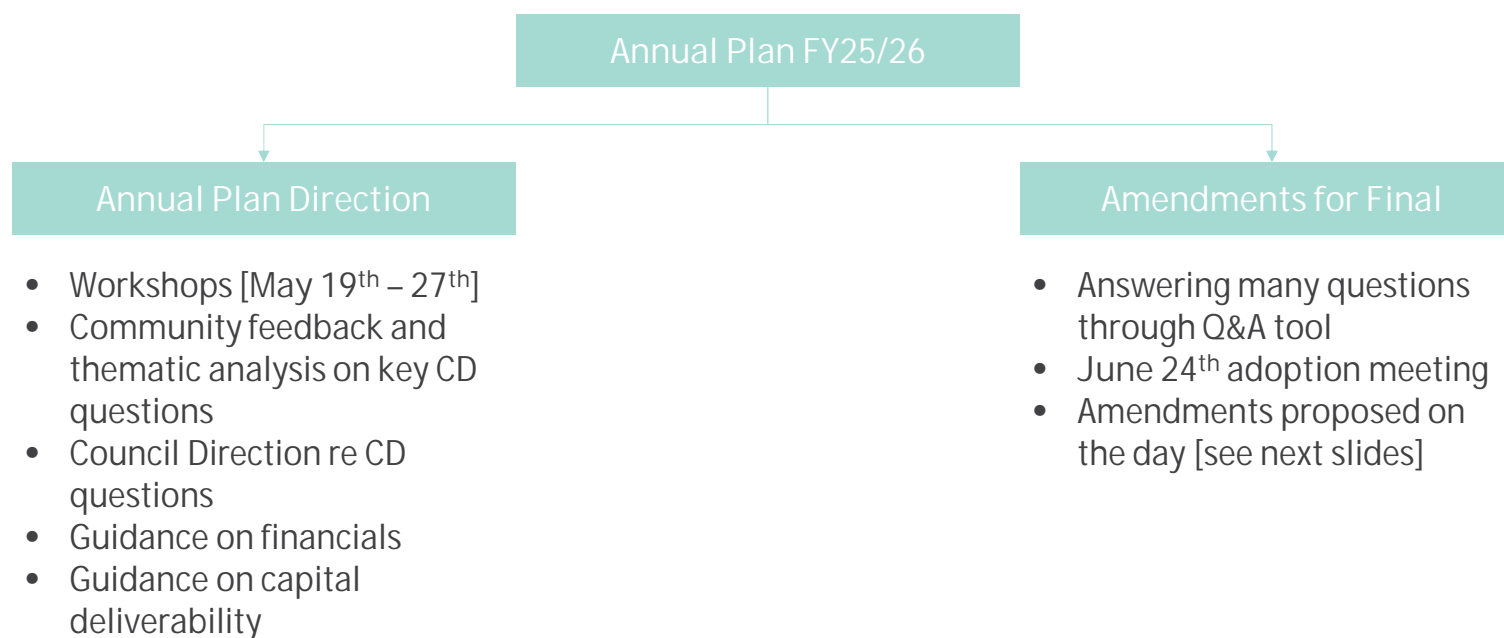 Annual Plan FY25/26
Annual Plan Direction
• Workshops [May 19th – 27th]
• Community feedback and
thematic analysis on key CD
questions
• Council Direction re CD
questions
• Guidance on financials
• Guidance on capital
deliverability
Amendments for Final
• Answering many questions
through Q&A tool
• June 24th adoption meeting
• Amendments proposed on
the day [see next slides]